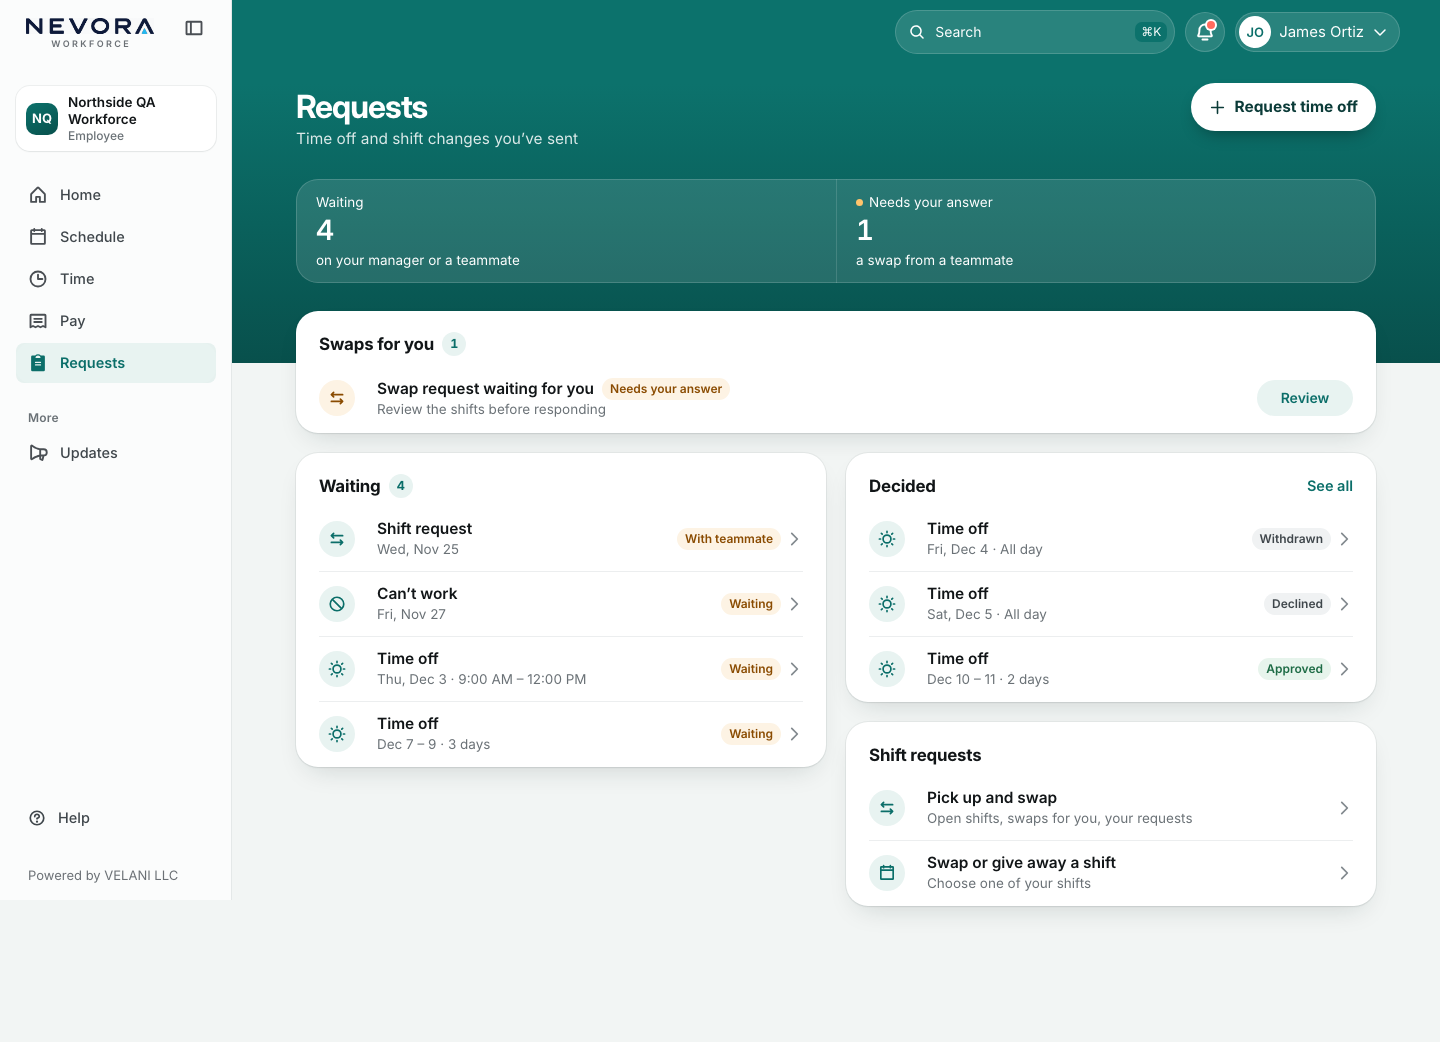 NEVORA
WORKFORCE
Search
⌘K
JO
James Ortiz
NQ
Northside QA
Workforce
Employee
Home
Schedule
Time
Pay
Requests
More
Updates
Help
Powered by VELANI LLC
Requests
Time off and shift changes you’ve sent
Request time off
Waiting
4
on your manager or a teammate
Needs your answer
1
a swap from a teammate
Swaps for you 1
Swap request waiting for you Needs your answer
Review the shifts before responding
Review
Waiting 4
Shift request
Wed, Nov 25
With teammate
Can’t work
Fri, Nov 27
Waiting
Time off
Thu, Dec 3 · 9:00 AM – 12:00 PM
Waiting
Time off
Dec 7 – 9 · 3 days
Waiting
Decided
See all
Time off
Fri, Dec 4 · All day
Withdrawn
Time off
Sat, Dec 5 · All day
Declined
Time off
Dec 10 – 11 · 2 days
Approved
Shift requests
Pick up and swap
Open shifts, swaps for you, your requests
Swap or give away a shift
Choose one of your shifts